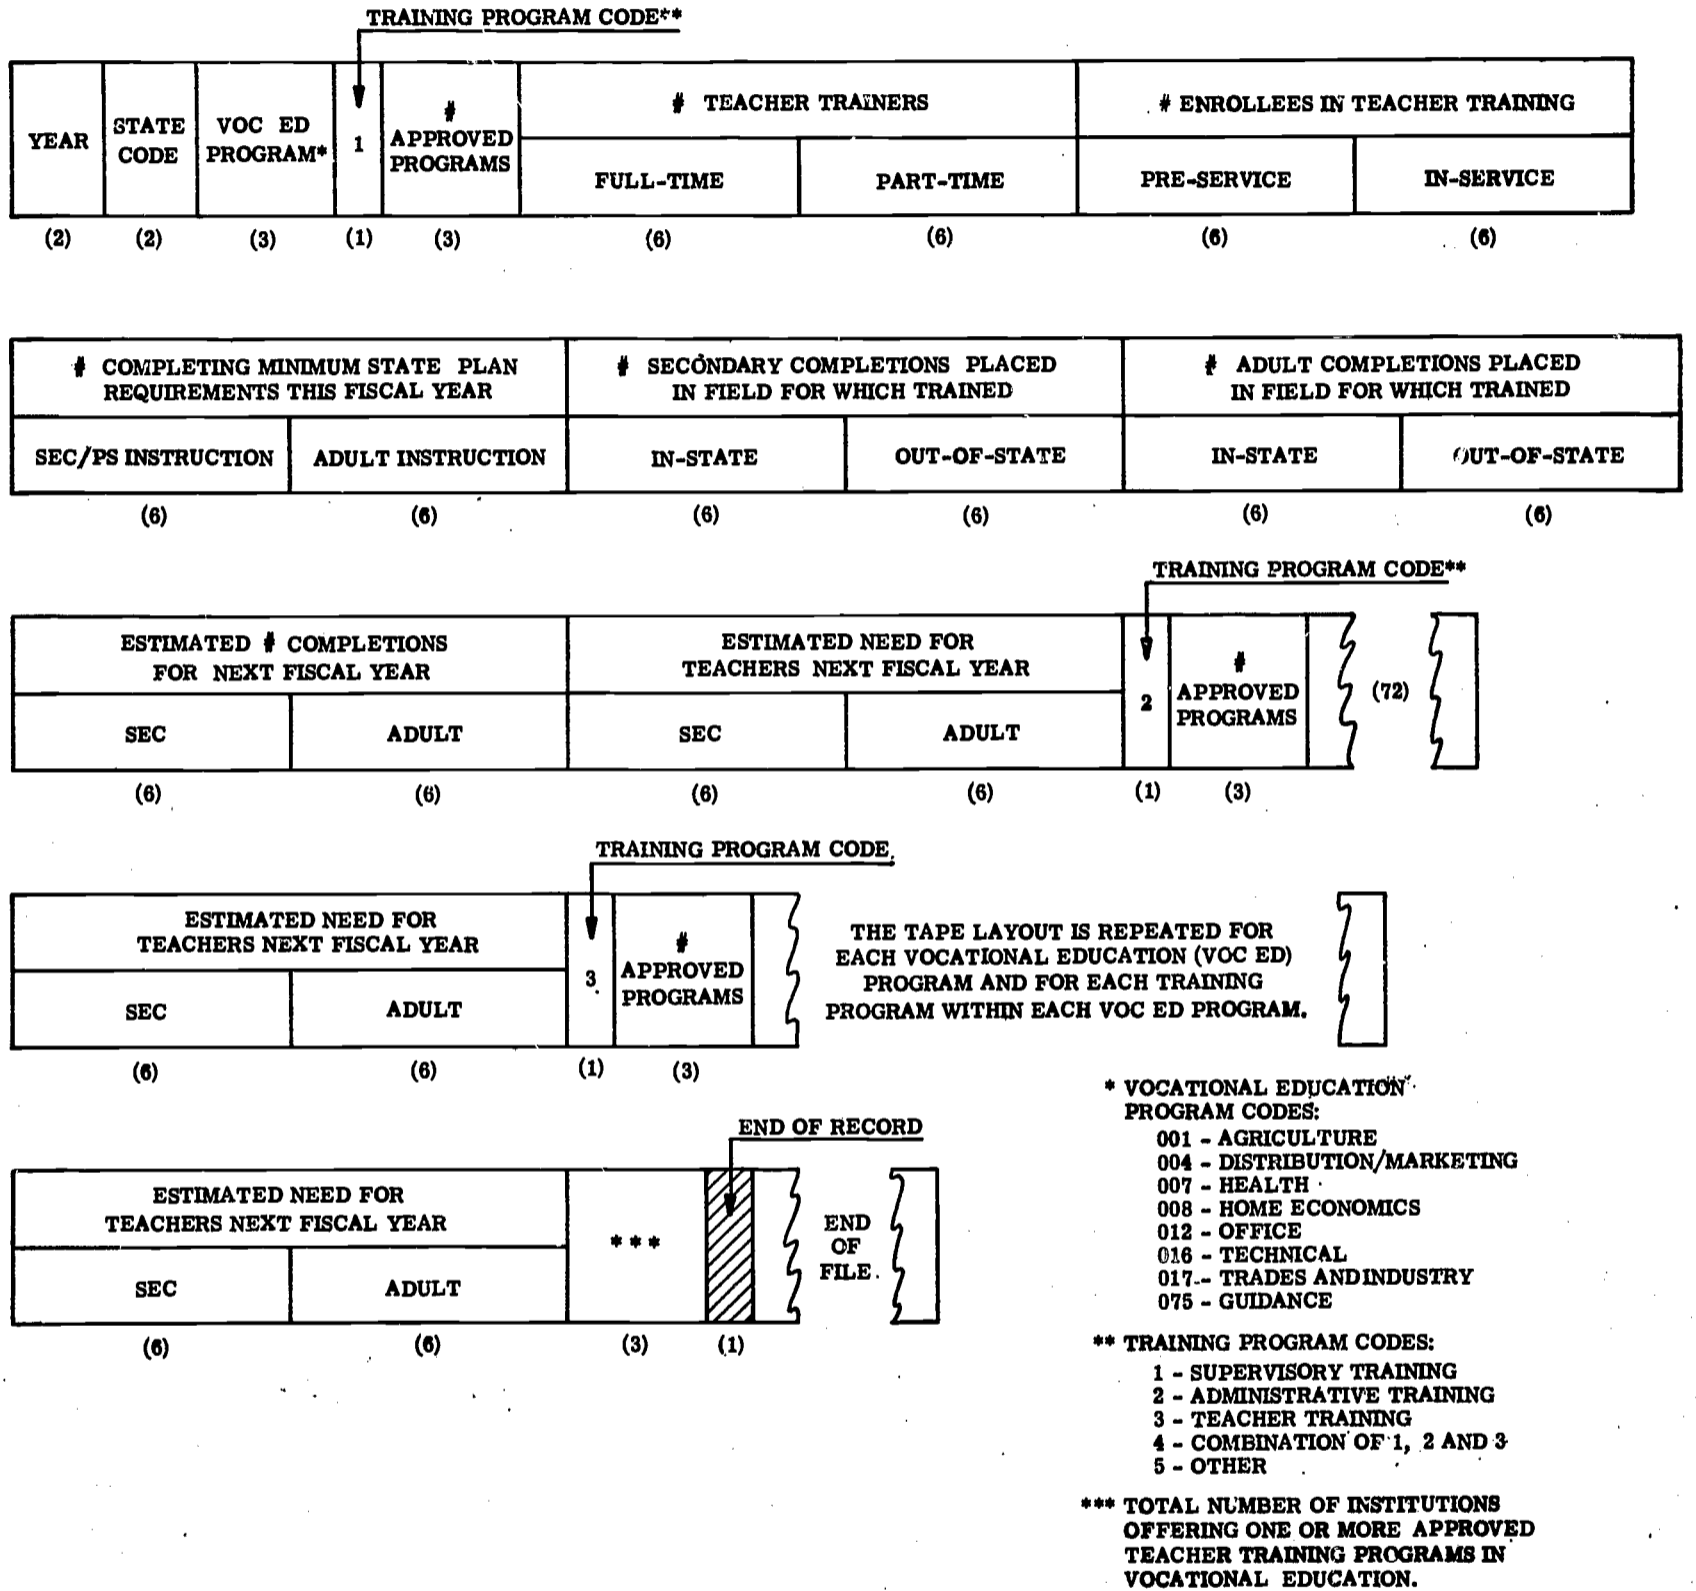 TRAINING PROGRAM CODE**
YEAR
STATE
CODE
VOC ED
PROGRAM*
1
#
APPROVED
PROGRAMS
# TEACHER TRAINERS
FULL-TIME
PART-TIME
# ENROLLEES IN TEACHER TRAINING
PRE-SERVICE
IN-SERVICE
(2)
(2)
(3)
(1)
(3)
(6)
(6)
(6)
(6)
# COMPLETING MINIMUM STATE PLAN
REQUIREMENTS THIS FISCAL YEAR
SEC/PS INSTRUCTION
ADULT INSTRUCTION
# SECONDARY COMPLETIONS PLACED
IN FIELD FOR WHICH TRAINED
IN-STATE
OUT-OF-STATE
# ADULT COMPLETIONS PLACED
IN FIELD FOR WHICH TRAINED
IN-STATE
OUT-OF-STATE
(6)
(6)
(6)
(6)
(6)
(6)
TRAINING PROGRAM CODE**
ESTIMATED # COMPLETIONS
FOR NEXT FISCAL YEAR
SEC
ADULT
ESTIMATED NEED FOR
TEACHERS NEXT FISCAL YEAR
SEC
ADULT
2
#
APPROVED
PROGRAMS
(72)
(6)
(6)
(6)
(6)
(1)
(3)
TRAINING PROGRAM CODE
ESTIMATED NEED FOR
TEACHERS NEXT FISCAL YEAR
SEC
ADULT
3
#
APPROVED
PROGRAMS
THE TAPE LAYOUT IS REPEATED FOR
EACH VOCATIONAL EDUCATION (VOC ED)
PROGRAM AND FOR EACH TRAINING
PROGRAM WITHIN EACH VOC ED PROGRAM.
(6)
(6)
(1)
(3)
END OF RECORD
ESTIMATED NEED FOR
TEACHERS NEXT FISCAL YEAR
SEC
ADULT
***
END
OF
FILE
(6)
(6)
(3)
(1)
* VOCATIONAL EDUCATION
PROGRAM CODES:
001 - AGRICULTURE
004 - DISTRIBUTION/MARKETING
007 - HEALTH
008 - HOME ECONOMICS
012 - OFFICE
016 - TECHNICAL
017 - TRADES AND INDUSTRY
075 - GUIDANCE
** TRAINING PROGRAM CODES:
1 - SUPERVISORY TRAINING
2 - ADMINISTRATIVE TRAINING
3 - TEACHER TRAINING
4 - COMBINATION OF 1, 2 AND 3
5 - OTHER
*** TOTAL NUMBER OF INSTITUTIONS
OFFERING ONE OR MORE APPROVED
TEACHER TRAINING PROGRAMS IN
VOCATIONAL EDUCATION.